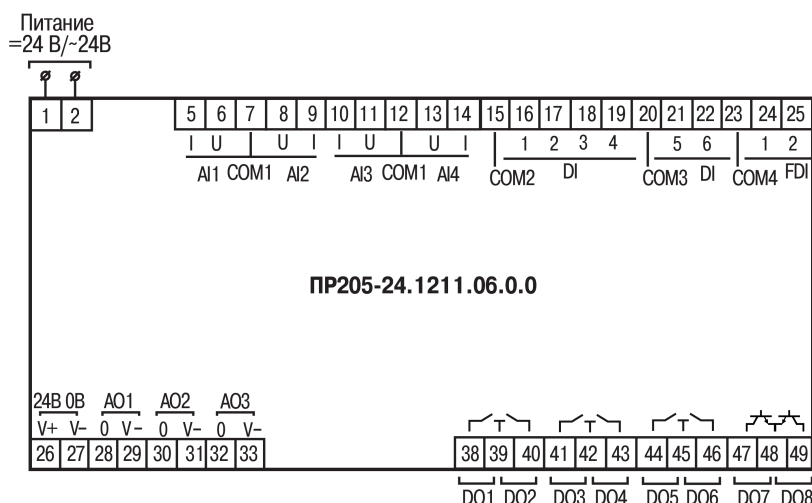 Питание
=24 В/~24В
1 2 5 6 7 8 9 10 11 12 13 14 15 16 17 18 19 20 21 22 23 24 25
I U U I I U U I 1 2 3 4 5 6 1 2
AI1 COM1 AI2 AI3 COM1 AI4 COM2 DI COM3 DI COM4 FDI
ПР205-24.1211.06.0.0
24В 0В AO1 AO2 AO3
V+ V- 0 V- 0 V- 0 V-
26 27 28 29 30 31 32 33 38 39 40 41 42 43 44 45 46 47 48 49
DO1 DO2 DO3 DO4 DO5 DO6 DO7 DO8